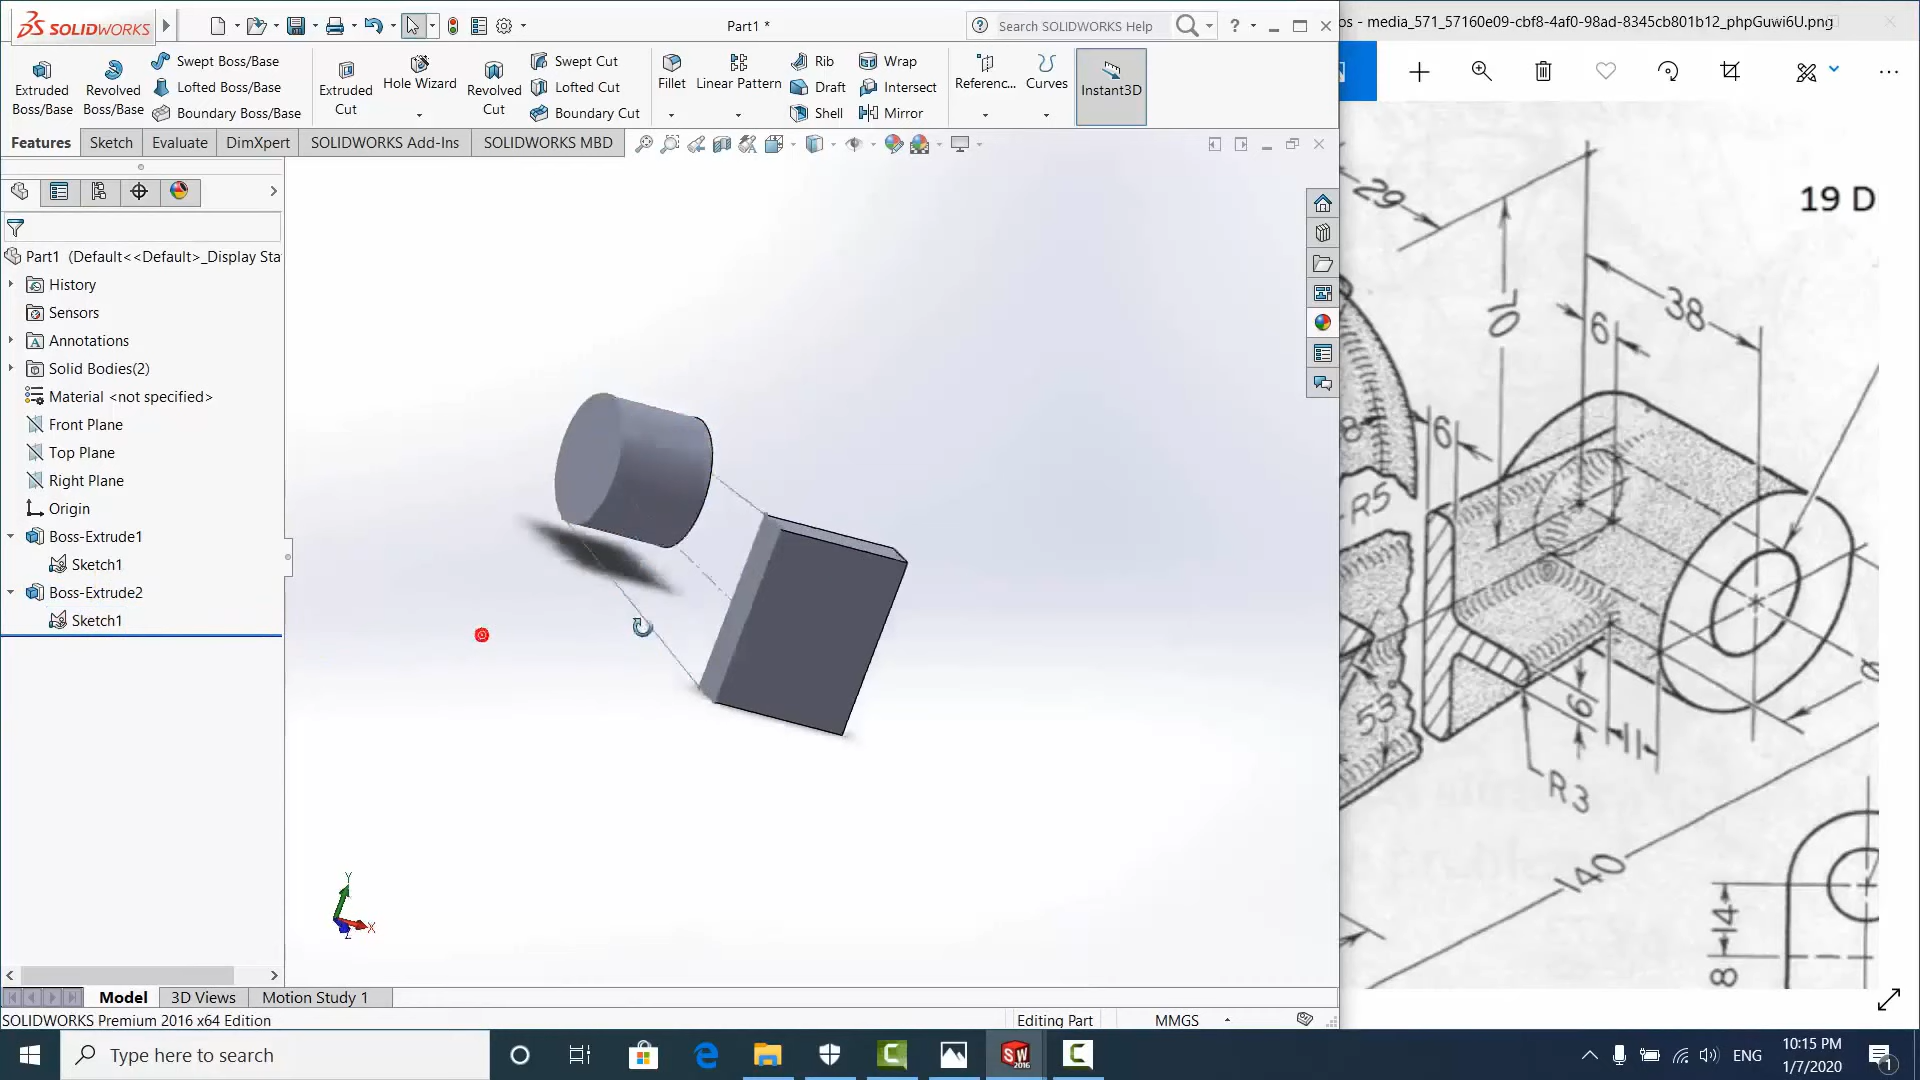 SOLIDWORKS
Part1 *
Search SOLIDWORKS Help
?
os - media_571_57160e09-cbf8-4af0-98ad-8345cb801b12_phpGuwi6U.png
Extruded Boss/Base
Revolved Boss/Base
Swept Boss/Base
Lofted Boss/Base
Boundary Boss/Base
Extruded Cut
Hole Wizard
Revolved Cut
Swept Cut
Lofted Cut
Boundary Cut
Fillet
Linear Pattern
Rib
Draft
Shell
Wrap
Intersect
Mirror
Referenc...
Curves
Instant3D
Features
Sketch
Evaluate
DimXpert
SOLIDWORKS Add-Ins
SOLIDWORKS MBD
Part1 (Default<<Default>_Display Sta
History
Sensors
Annotations
Solid Bodies(2)
Material <not specified>
Front Plane
Top Plane
Right Plane
Origin
Boss-Extrude1
Sketch1
Boss-Extrude2
Sketch1
Y
X
Z
29
19 D
38
6
6
8
R5
53
6
11
R3
140
14
8
Model
3D Views
Motion Study 1
SOLIDWORKS Premium 2016 x64 Edition
Editing Part
MMGS
Type here to search
SW
2016
ENG
10:15 PM
1/7/2020
1